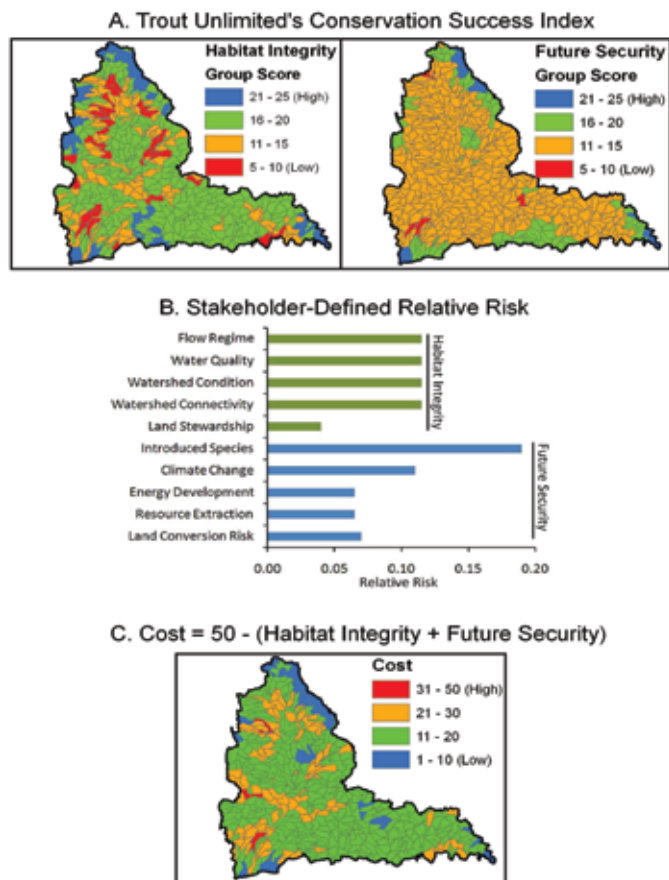 A. Trout Unlimited's Conservation Success Index
Habitat Integrity
Group Score
21 - 25 (High)
16 - 20
11 - 15
5 - 10 (Low)
Future Security
Group Score
21 - 25 (High)
16 - 20
11 - 15
5 - 10 (Low)
B. Stakeholder-Defined Relative Risk
Flow Regime
Water Quality
Watershed Condition
Watershed Connectivity
Land Stewardship
Introduced Species
Climate Change
Energy Development
Resource Extraction
Land Conversion Risk
Habitat Integrity
Future Security
0.00 0.05 0.10 0.15 0.20
Relative Risk
C. Cost = 50 - (Habitat Integrity + Future Security)
Cost
31 - 50 (High)
21 - 30
11 - 20
1 - 10 (Low)